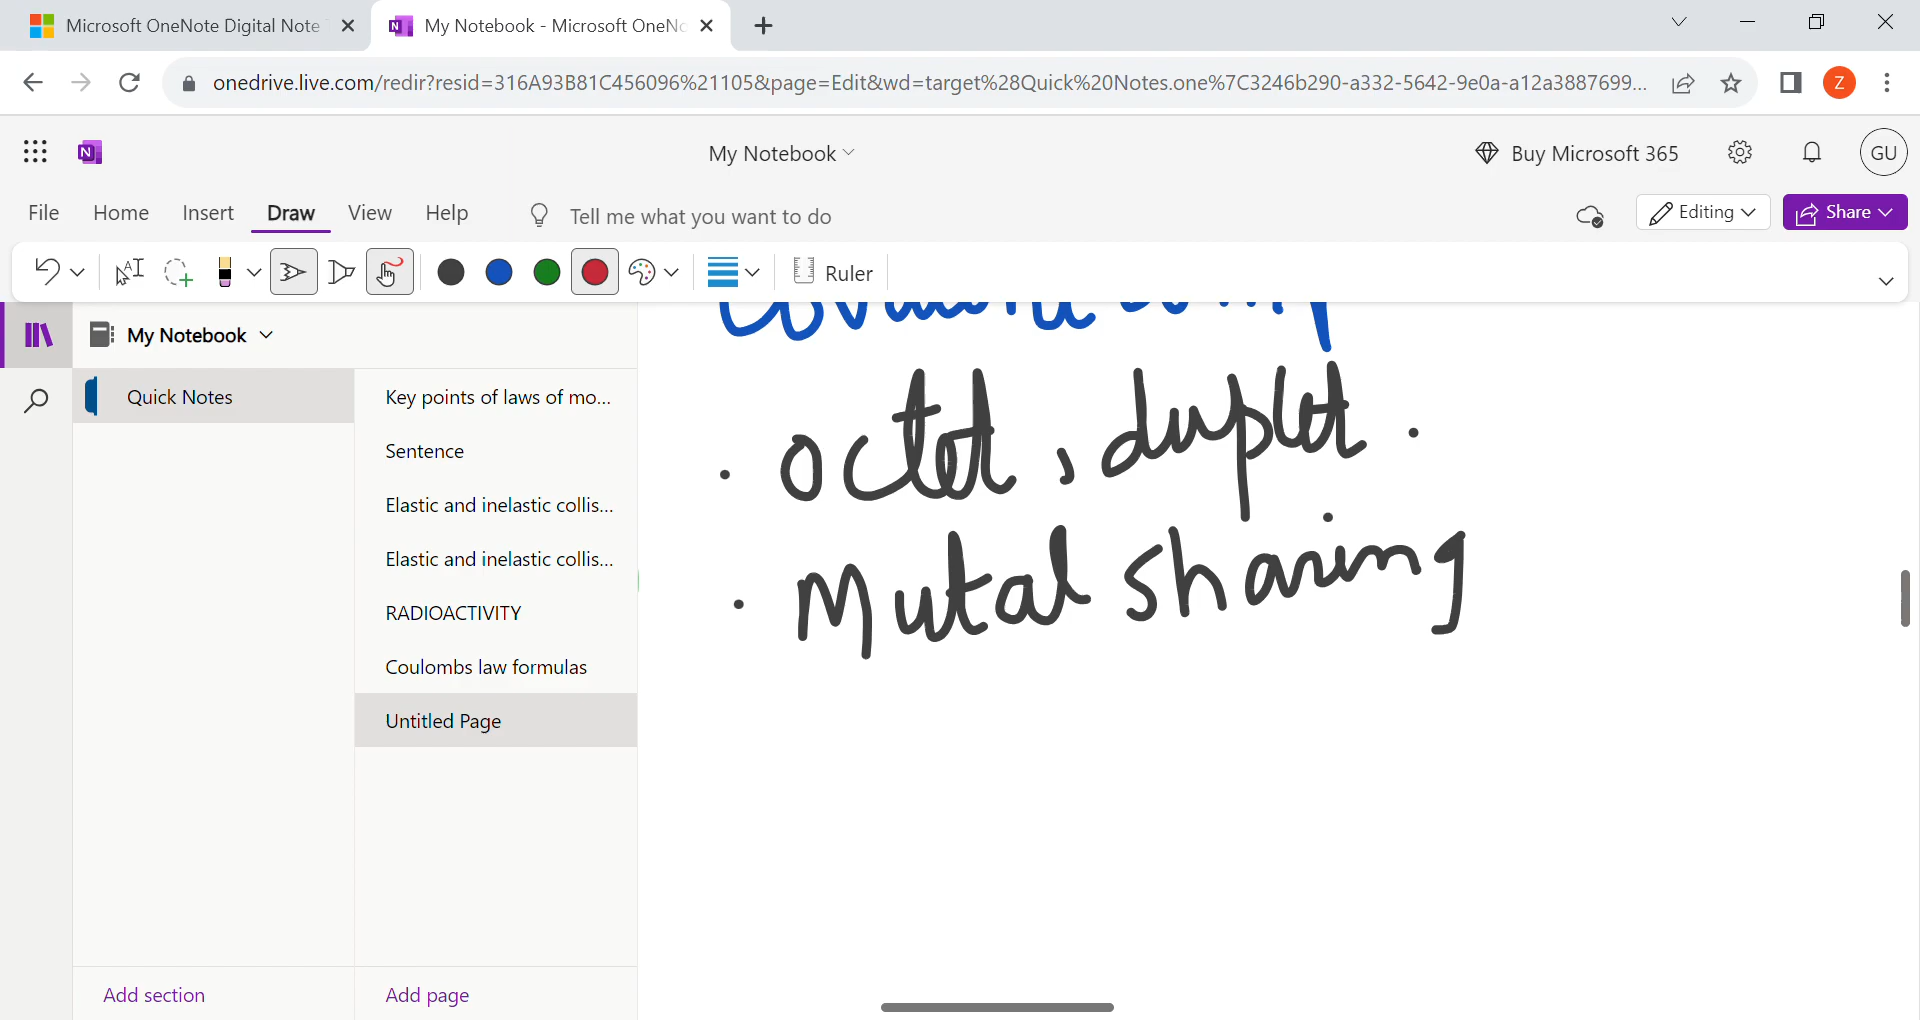 Microsoft OneNote Digital Note
My Notebook - Microsoft OneNo
onedrive.live.com/redir?resid=316A93B81C456096%21105&page=Edit&wd=target%28Quick%20Notes.one%7C3246b290-a332-5642-9e0a-a12a3887699...
Z
My Notebook
Buy Microsoft 365
GU
File Home Insert Draw View Help Tell me what you want to do
Editing
Share
Ruler
My Notebook
Quick Notes
Key points of laws of mo...
Sentence
Elastic and inelastic collis...
Elastic and inelastic collis...
RADIOACTIVITY
Coulombs law formulas
Untitled Page
Add section
Add page
· octet , duplet .
· Mutal sharing